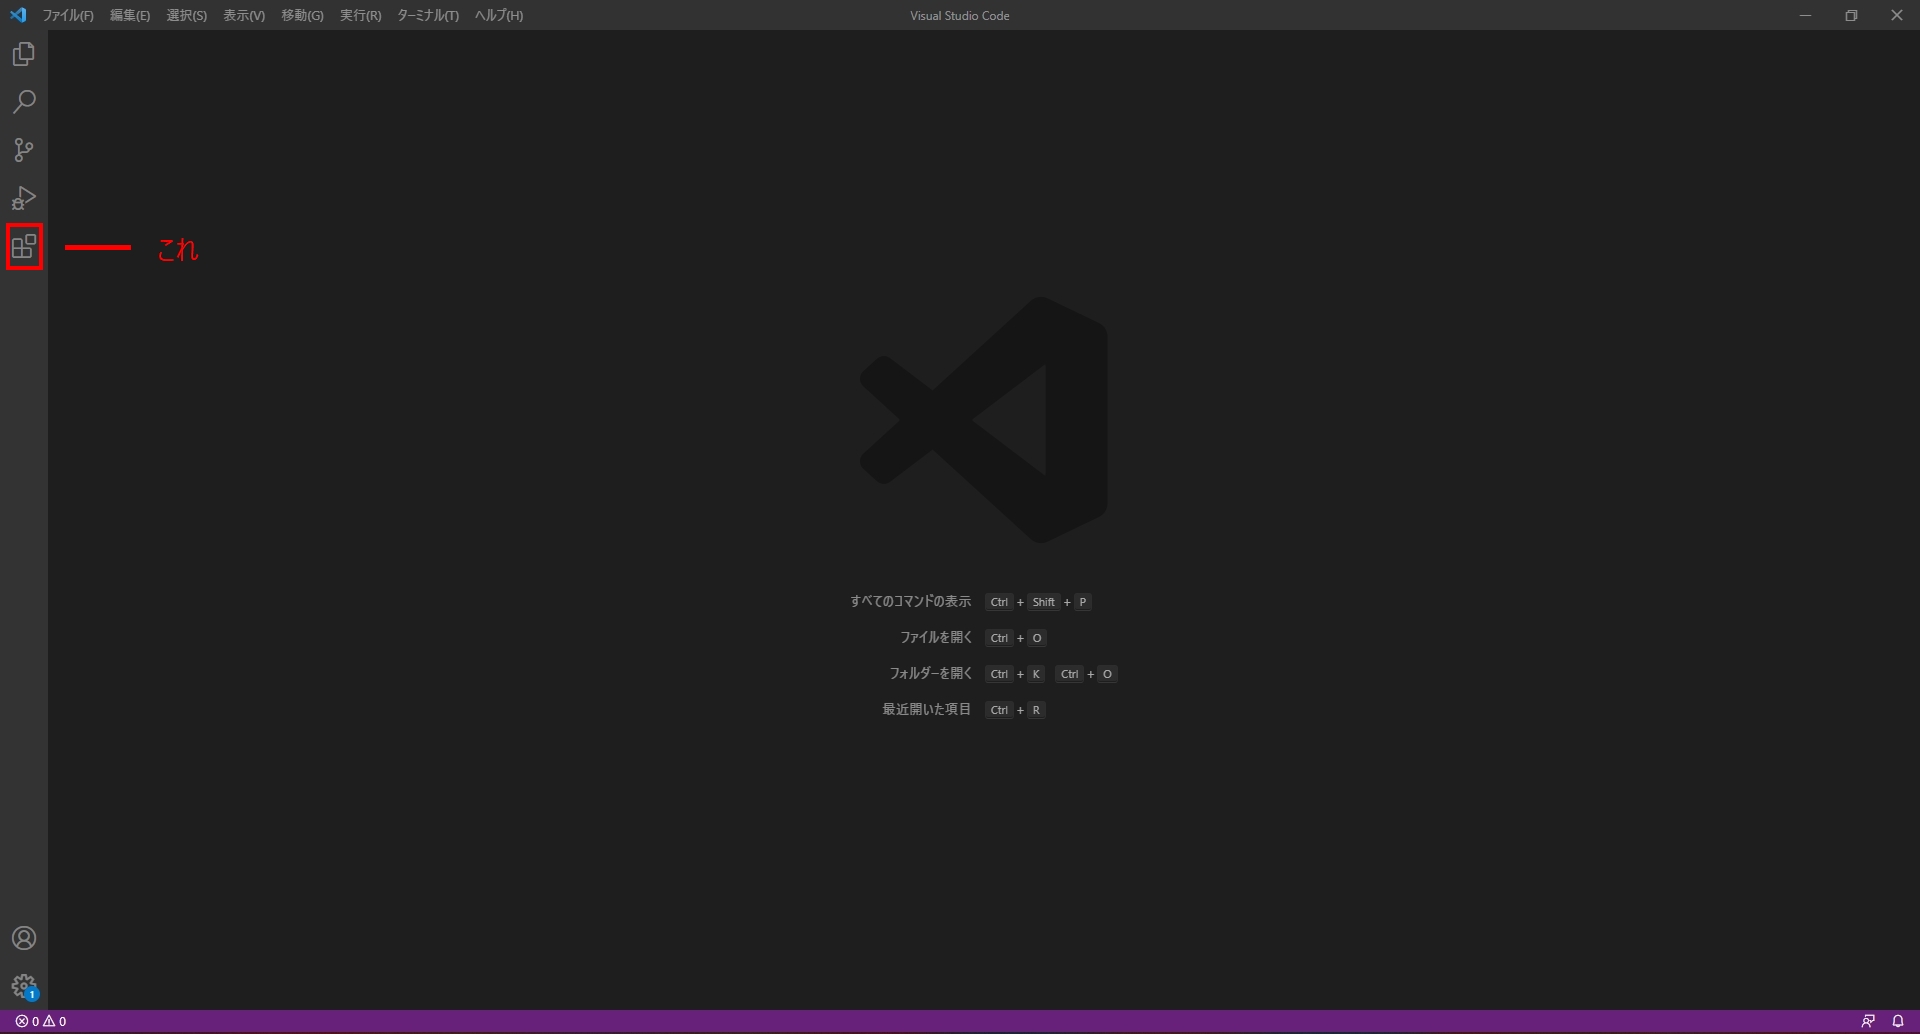 ファイル(F) 編集(E) 選択(S) 表示(V) 移動(G) 実行(R) ターミナル(T) ヘルプ(H) Visual Studio Code
これ
すべてのコマンドの表示 Ctrl + Shift + P
ファイルを開く Ctrl + O
フォルダーを開く Ctrl + K Ctrl + O
最近開いた項目 Ctrl + R
1
0 0